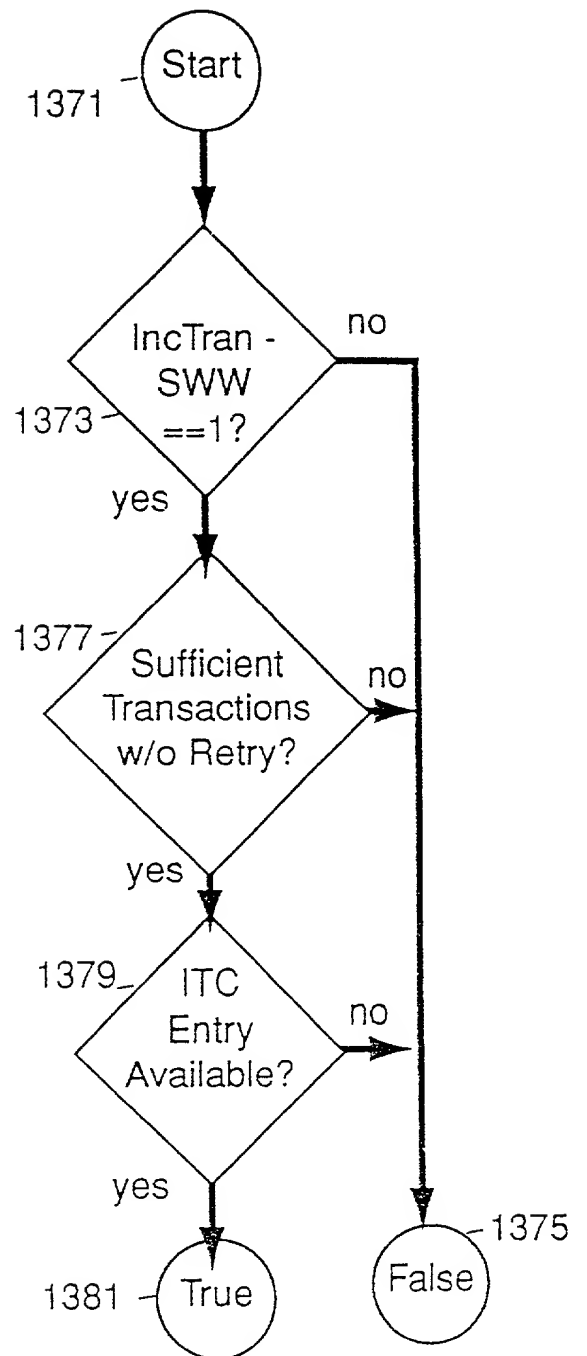 Start
1371
no
IncTran -
SWW
==1?
1373
yes
1377
Sufficient
Transactions
w/o Retry?
no
yes
1379
ITC
Entry
Available?
no
yes
1375
1381
True
False